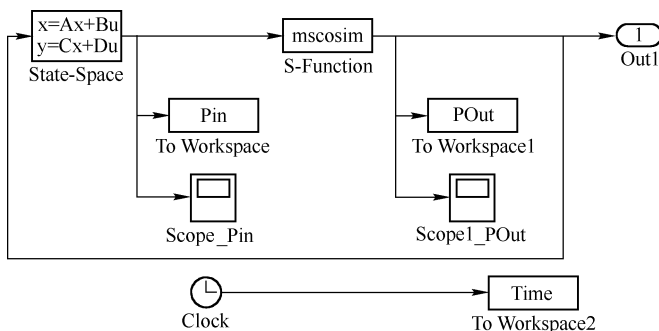 x=Ax+Bu
y=Cx+Du
State-Space
mscosim
S-Function
1
Out1
Pin
To Workspace
POut
To Workspace1
Scope_Pin
Scope1_POut
Clock
Time
To Workspace2